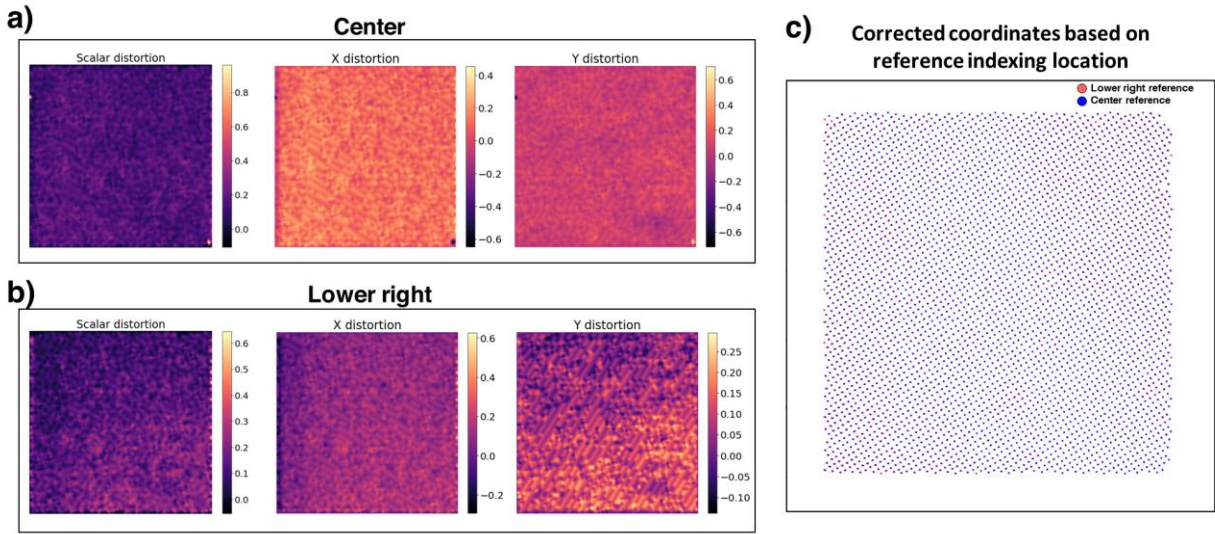 a)
Center
Scalar distortion
X distortion
Y distortion
0.8
0.6
0.4
0.2
0.0
0.4
0.2
0.0
−0.2
−0.4
−0.6
0.6
0.4
0.2
0.0
−0.2
−0.4
−0.6
b)
Lower right
Scalar distortion
X distortion
Y distortion
0.6
0.5
0.4
0.3
0.2
0.1
0.0
0.6
0.4
0.2
0.0
−0.2
0.25
0.20
0.15
0.10
0.05
0.00
−0.05
−0.10
c)
Corrected coordinates based on
reference indexing location
Lower right reference
Center reference